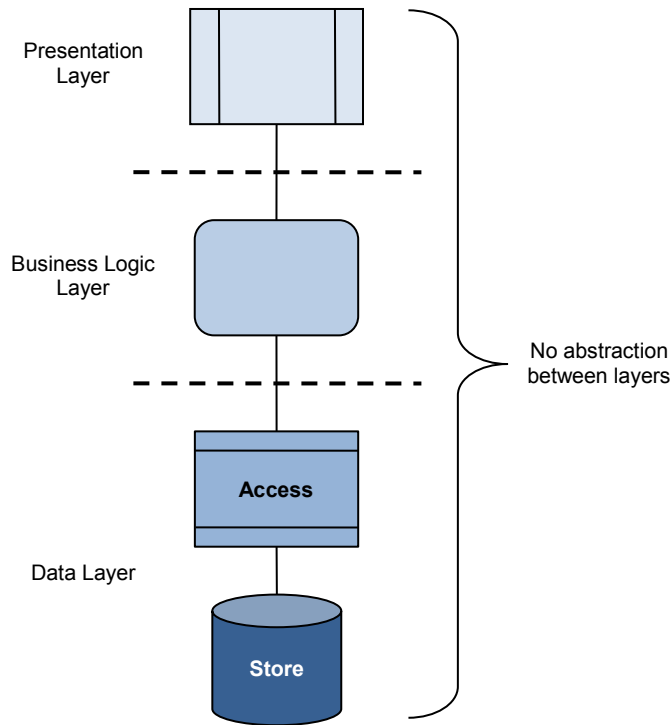 Presentation
Layer
Business Logic
Layer
No abstraction
between layers
Access
Data Layer
Store